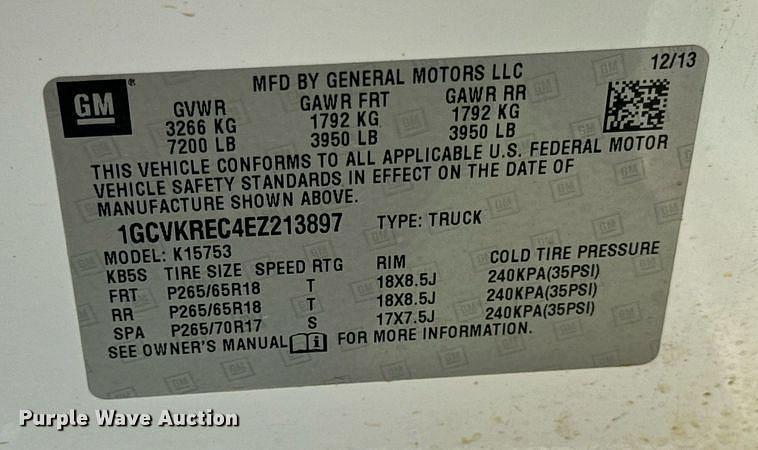 GM®
MFD BY GENERAL MOTORS LLC
12/13
GVWR GAWR FRT GAWR RR
3266 KG 1792 KG 1792 KG
7200 LB 3950 LB 3950 LB
THIS VEHICLE CONFORMS TO ALL APPLICABLE U.S. FEDERAL MOTOR
VEHICLE SAFETY STANDARDS IN EFFECT ON THE DATE OF
MANUFACTURE SHOWN ABOVE.
1GCVKREC4EZ213897 TYPE: TRUCK
MODEL: K15753
KB5S TIRE SIZE SPEED RTG RIM COLD TIRE PRESSURE
FRT P265/65R18 T 18X8.5J 240KPA(35PSI)
RR P265/65R18 T 18X8.5J 240KPA(35PSI)
SPA P265/70R17 S 17X7.5J 240KPA(35PSI)
SEE OWNER'S MANUAL i FOR MORE INFORMATION.
Purple Wave Auction